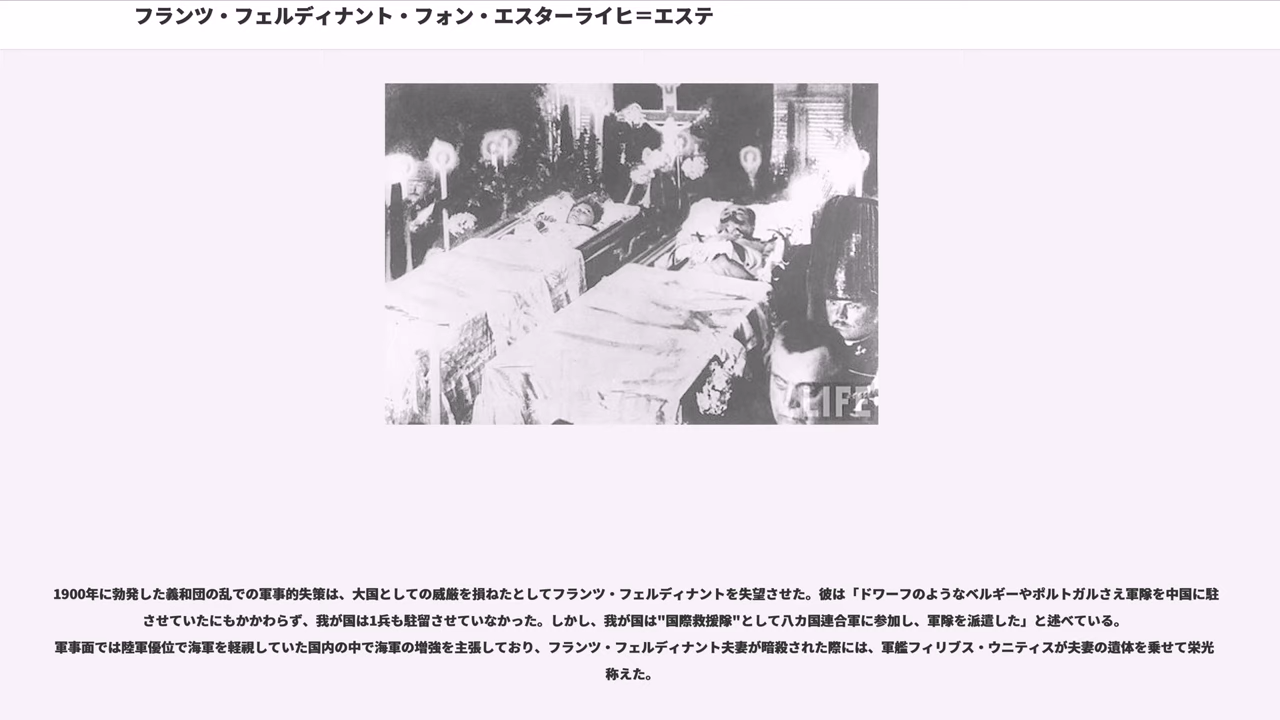 フランツ・フェルディナント・フォン・エスターライヒ＝エステ
LIFE
1900年に勃発した義和団の乱での軍事的失策は、大国としての威厳を損ねたとしてフランツ・フェルディナントを失望させた。彼は「ドワーフのようなベルギーやポルトガルさえ軍隊を中国に駐
させていたにもかかわらず、我が国は1兵も駐留させていなかった。しかし、我が国は"国際救援隊"として八カ国連合軍に参加し、軍隊を派遣した」と述べている。
軍事面では陸軍優位で海軍を軽視していた国内の中で海軍の増強を主張しており、フランツ・フェルディナント夫妻が暗殺された際には、軍艦フィリブス・ウニティスが夫妻の遺体を乗せて栄光
称えた。